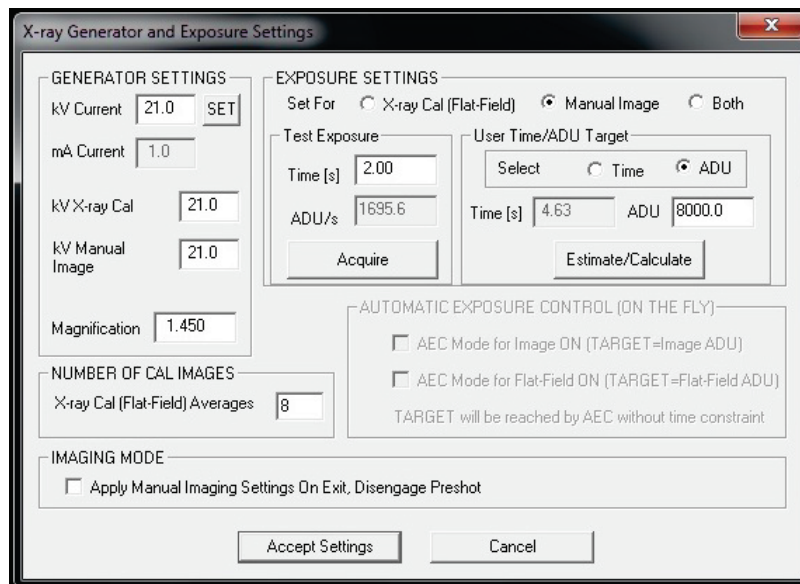 X-ray Generator and Exposure Settings
GENERATOR SETTINGS
kV Current 21.0 SET
mA Current 1.0
kV X-ray Cal 21.0
kV Manual
Image 21.0
Magnification 1.450
EXPOSURE SETTINGS
Set For X-ray Cal (Flat-Field) Manual Image Both
Test Exposure
Time [s] 2.00
ADU/s 1695.6
Acquire
User Time/ADU Target
Select Time ADU
Time [s] 4.63 ADU 8000.0
Estimate/Calculate
AUTOMATIC EXPOSURE CONTROL (ON THE FLY)
AEC Mode for Image ON (TARGET=Image ADU)
AEC Mode for Flat-Field ON (TARGET=Flat-Field ADU)
TARGET will be reached by AEC without time constraint
NUMBER OF CAL IMAGES
X-ray Cal (Flat-Field) Averages 8
IMAGING MODE
Apply Manual Imaging Settings On Exit, Disengage Preshot
Accept Settings Cancel